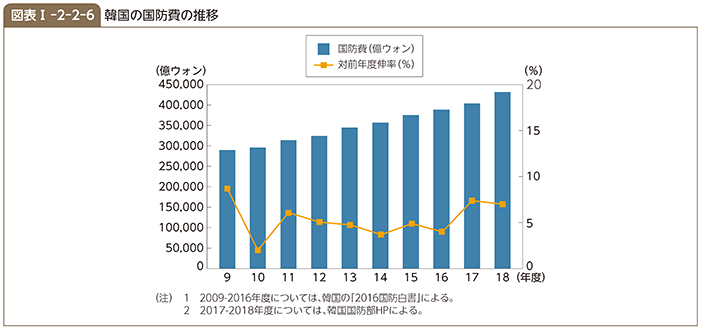 図表Ⅰ-2-2-6 韓国の国防費の推移
国防費(億ウォン)
対前年度伸率(%)
(億ウォン) (%)
450,000 20
400,000
350,000 15
300,000
250,000 10
200,000
150,000
100,000 5
50,000
0 0
9 10 11 12 13 14 15 16 17 18 (年度)
(注) 1 2009-2016年度については、韓国の「2016国防白書」による。
2 2017-2018年度については、韓国国防部HPによる。